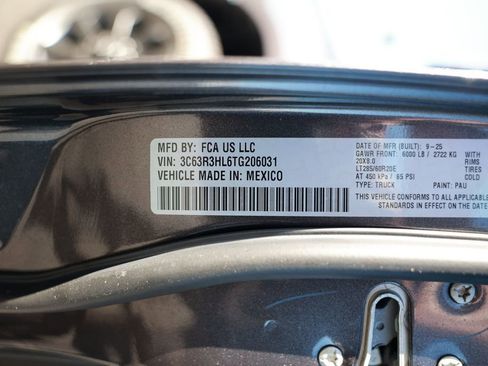 MFD BY: FCA US LLC
VIN: 3C63R3HL6TG206031
VEHICLE MADE IN: MEXICO
DATE OF MFR (BUILT): 9-25
GAWR FRONT: 6000 LB / 2722 KG WITH
20X8.0 RIMS
LT285/60R20E TIRES
AT 450 kPa / 65 PSI COLD
TYPE: TRUCK PAINT: PAU
THIS VEHICLE CONFORMS TO ALL APPLICABLE
STANDARDS IN EFFECT ON THE DATE